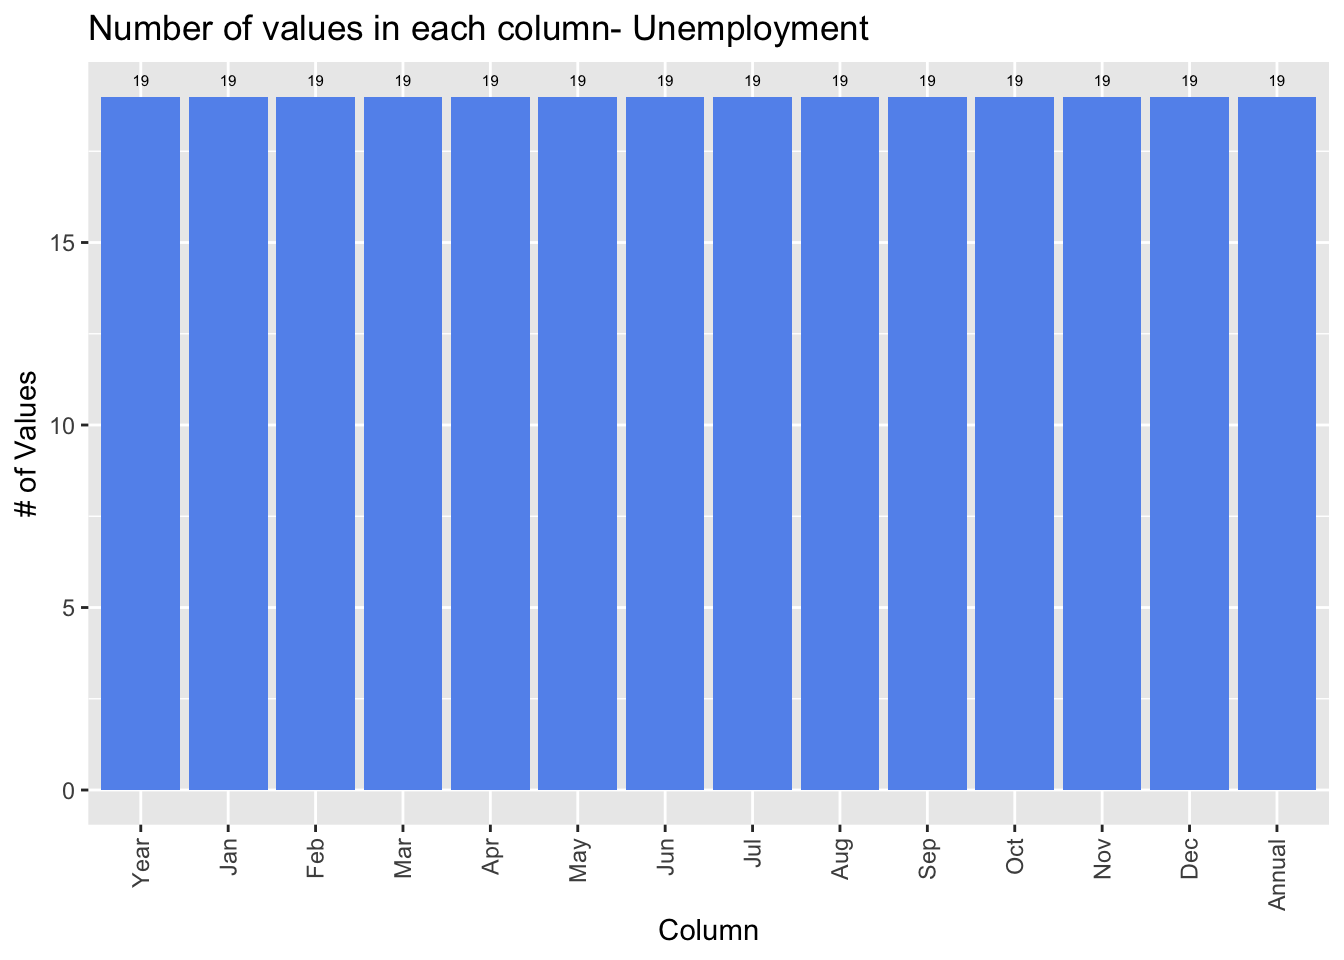 Number of values in each column- Unemployment
19 19 19 19 19 19 19 19 19 19 19 19 19 19
# of Values
15
10
5
0
Year Jan Feb Mar Apr May Jun Jul Aug Sep Oct Nov Dec Annual
Column